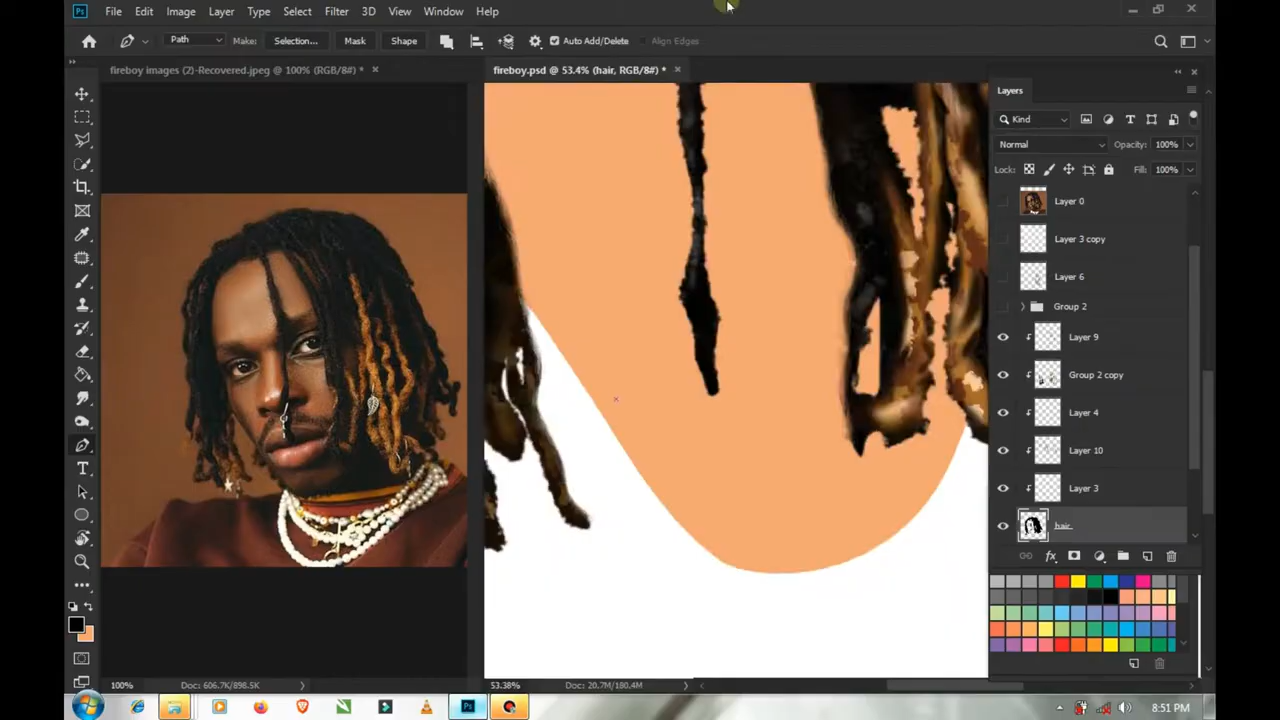 Ps File Edit Image Layer Type Select Filter 3D View Window Help
Path Make: Selection... Mask Shape Auto Add/Delete Align Edges
fireboy images (2)-Recovered.jpeg @ 100% (RGB/8#) * ×
fireboy.psd @ 53.4% (hair, RGB/8#) * ×
Layers
Kind
Normal Opacity: 100%
Lock: Fill: 100%
Layer 0
Layer 3 copy
Layer 6
Group 2
Layer 9
Group 2 copy
Layer 4
Layer 10
Layer 3
hair
fx
100% Doc: 606.7K/898.5K
53.38% Doc: 20.7M/180.4M
Ps
8:51 PM